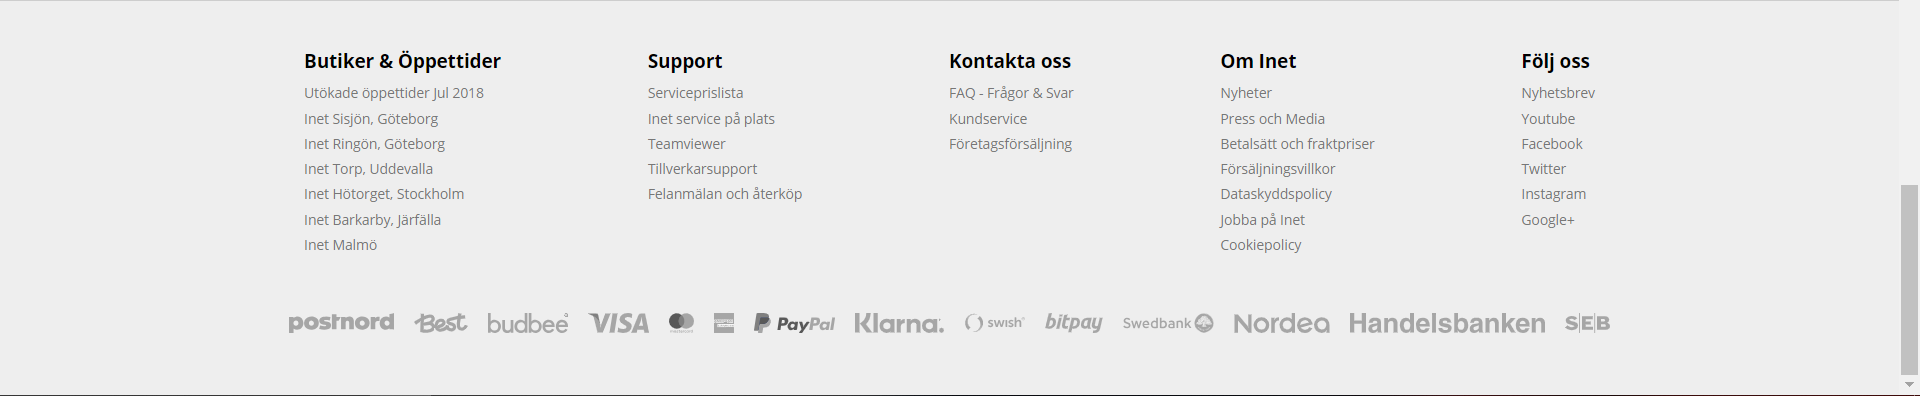 Butiker & Öppettider
Utökade öppettider Jul 2018
Inet Sisjön, Göteborg
Inet Ringön, Göteborg
Inet Torp, Uddevalla
Inet Hötorget, Stockholm
Inet Barkarby, Järfälla
Inet Malmö
Support
Serviceprislista
Inet service på plats
Teamviewer
Tillverkarsupport
Felanmälan och återköp
Kontakta oss
FAQ - Frågor & Svar
Kundservice
Företagsförsäljning
Om Inet
Nyheter
Press och Media
Betalsätt och fraktpriser
Försäljningsvillkor
Dataskyddspolicy
Jobba på Inet
Cookiepolicy
Följ oss
Nyhetsbrev
Youtube
Facebook
Twitter
Instagram
Google+
postnord Best budbee VISA PayPal Klarna. swish bitpay Swedbank Nordea Handelsbanken SEB